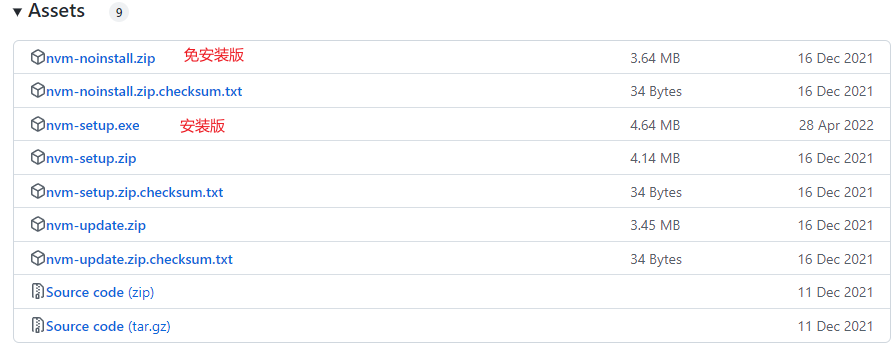 Assets 9
nvm-noinstall.zip 免安装版 3.64 MB 16 Dec 2021
nvm-noinstall.zip.checksum.txt 34 Bytes 16 Dec 2021
nvm-setup.exe 安装版 4.64 MB 28 Apr 2022
nvm-setup.zip 4.14 MB 16 Dec 2021
nvm-setup.zip.checksum.txt 34 Bytes 16 Dec 2021
nvm-update.zip 3.45 MB 16 Dec 2021
nvm-update.zip.checksum.txt 34 Bytes 16 Dec 2021
Source code (zip) 11 Dec 2021
Source code (tar.gz) 11 Dec 2021